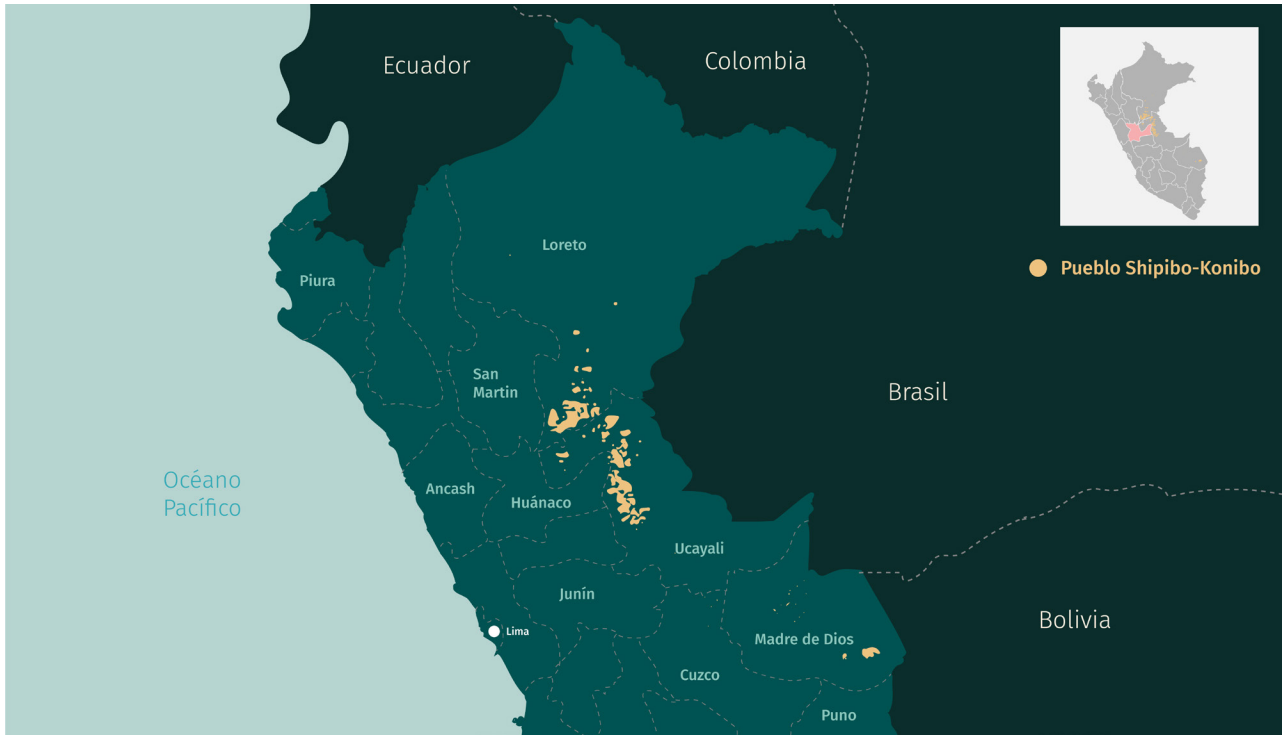 Ecuador
Colombia
Loreto
Pueblo Shipibo-Konibo
Piura
San
Martin
Brasil
Océano
Pacífico
Ancash
Huánaco
Ucayali
Junín
Lima
Madre de Dios
Bolivia
Cuzco
Puno